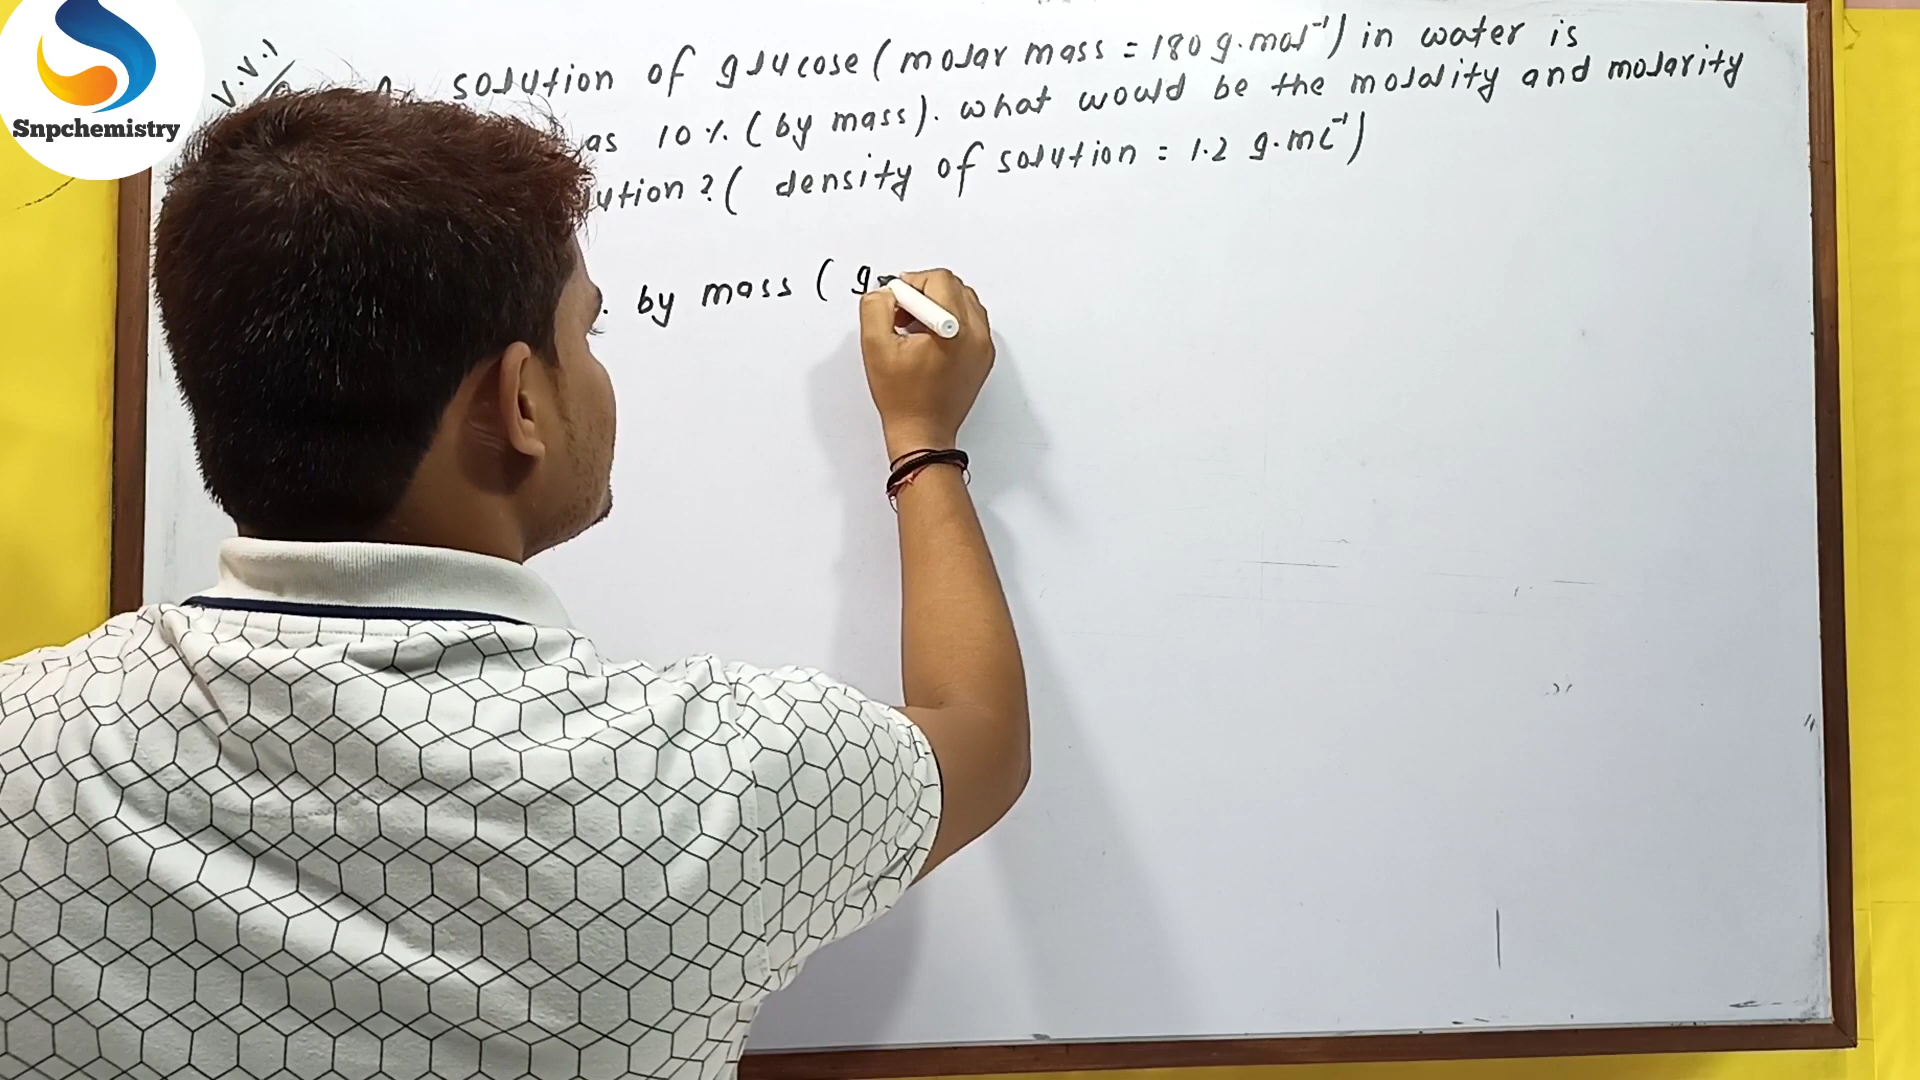 Snpchemistry
V.V.I
solution of glucose (molar mass = 180 g.mol⁻¹) in water is
as 10%. (by mass). what would be the molality and molarity
ution ? ( density of solution = 1.2 g.mL⁻¹)
. by mass ( g